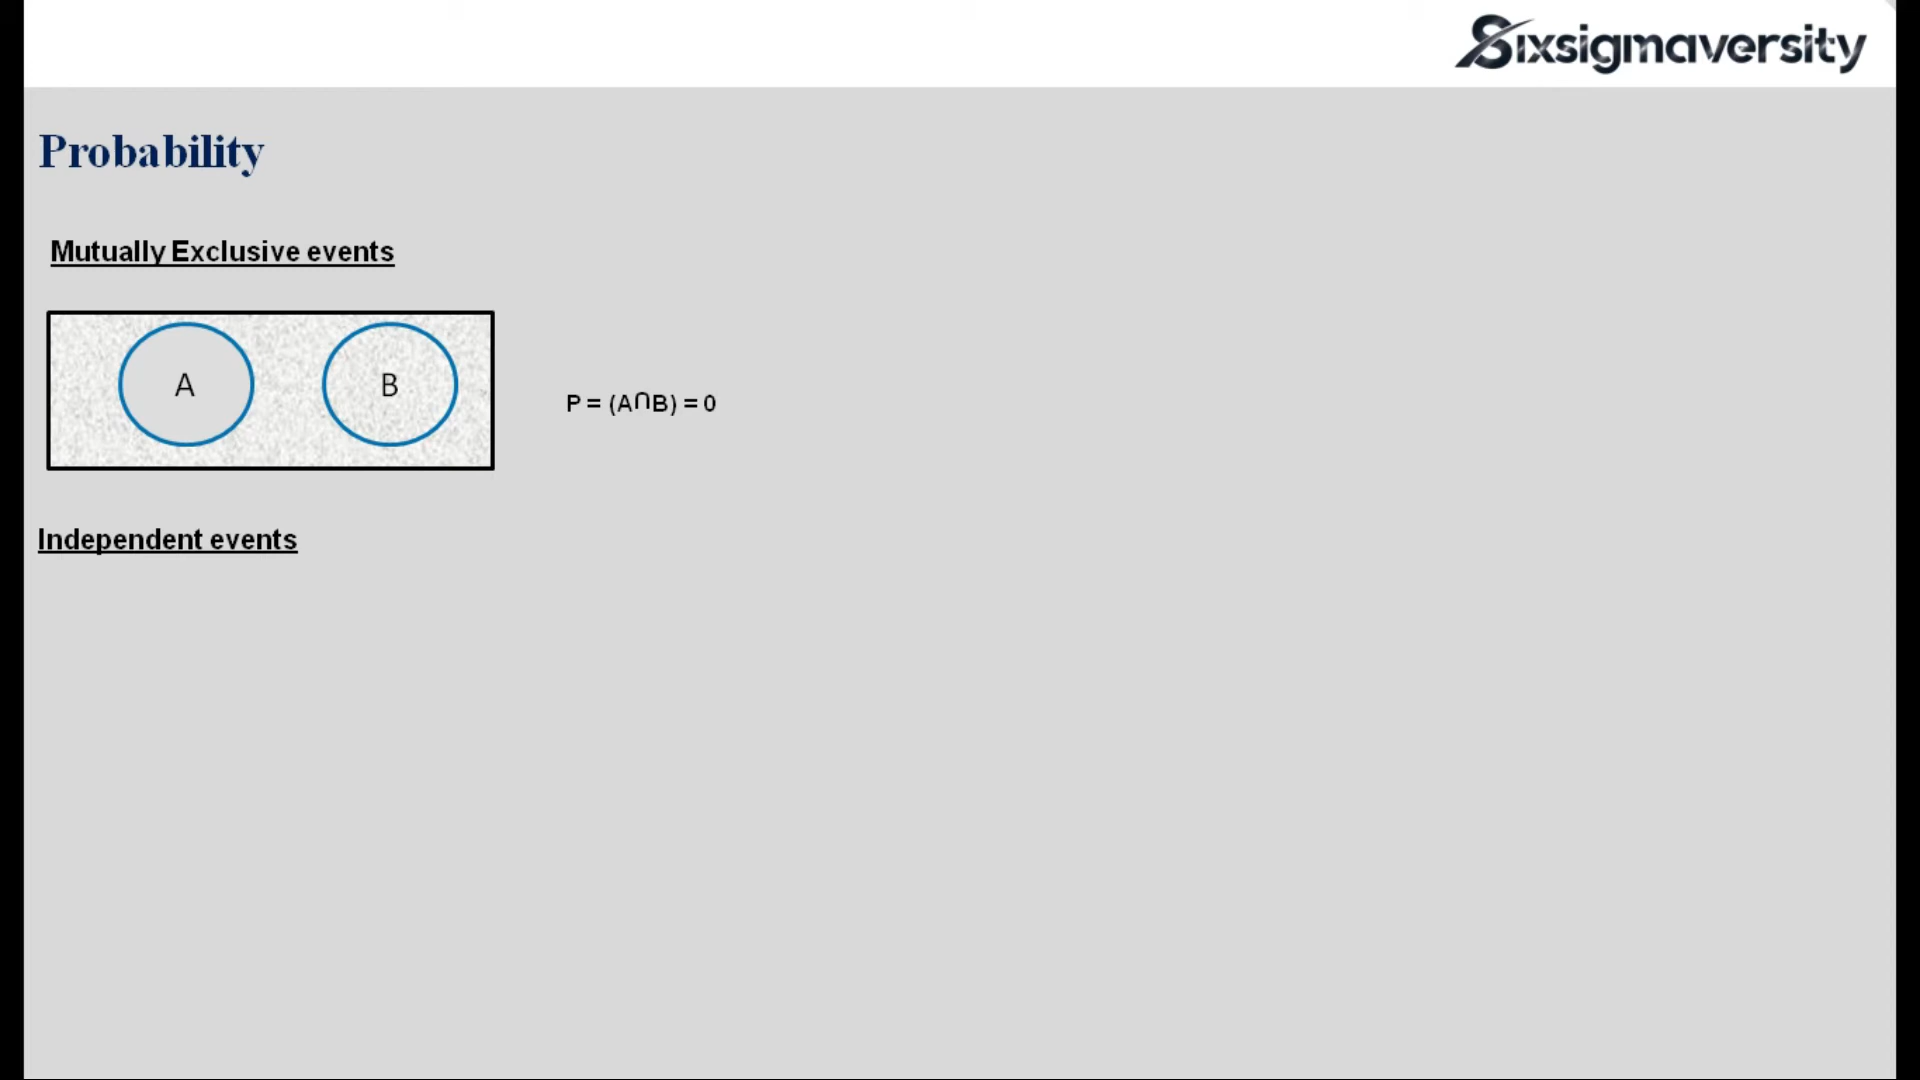 Sixsigmaversity
Probability
Mutually Exclusive events
A B
P = (A∩B) = 0
Independent events